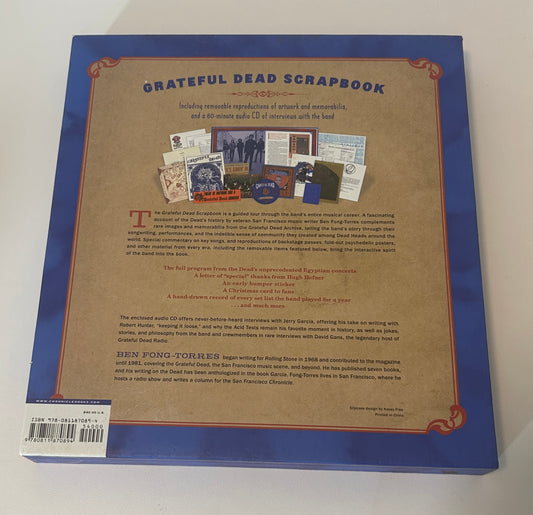 GRATEFUL DEAD SCRAPBOOK
Including removable reproductions of artwork and memorabilia,
and a 60-minute audio CD of interviews with the band
The Grateful Dead Scrapbook is a guided tour through the band's entire musical career. A fascinating
account of the Dead's history by veteran San Francisco music writer Ben Fong-Torres complements
rare images and memorabilia from the Grateful Dead Archive, telling the band's story through their
songwriting, performances, and the indelible sense of community they created among Dead Heads around the
world. Special commentary on key songs, and reproductions of backstage passes, fold-out psychedelic posters,
and other material from every era, including the removable items featured below, bring the interactive spirit
of the band into the book.
The full program from the Dead's unprecedented Egyptian concerts
A letter of "special" thanks from Hugh Hefner
An early bumper sticker
A Christmas card to fans
A hand-drawn record of every set list the band played for a year
. . . and much more
The enclosed audio CD offers never-before-heard interviews with Jerry Garcia, offering his take on writing with
Robert Hunter, "keeping it loose," and why the Acid Tests remain his favorite moment in history, as well as jokes,
stories, and philosophy from the band and crewmembers in rare interviews with David Gans, the legendary host of
Grateful Dead Radio.
BEN FONG-TORRES began writing for Rolling Stone in 1968 and contributed to the magazine
until 1981, covering the Grateful Dead, the San Francisco music scene, and beyond. He has published seven books,
and his writing on the Dead has been anthologized in the book Garcia. Fong-Torres lives in San Francisco, where he
hosts a radio show and writes a column for the San Francisco Chronicle.
Printed in China
WWW.CHRONICLEBOOKS.COM
$40.00 U.S.
ISBN 978-0811870894
54000
9780811870894